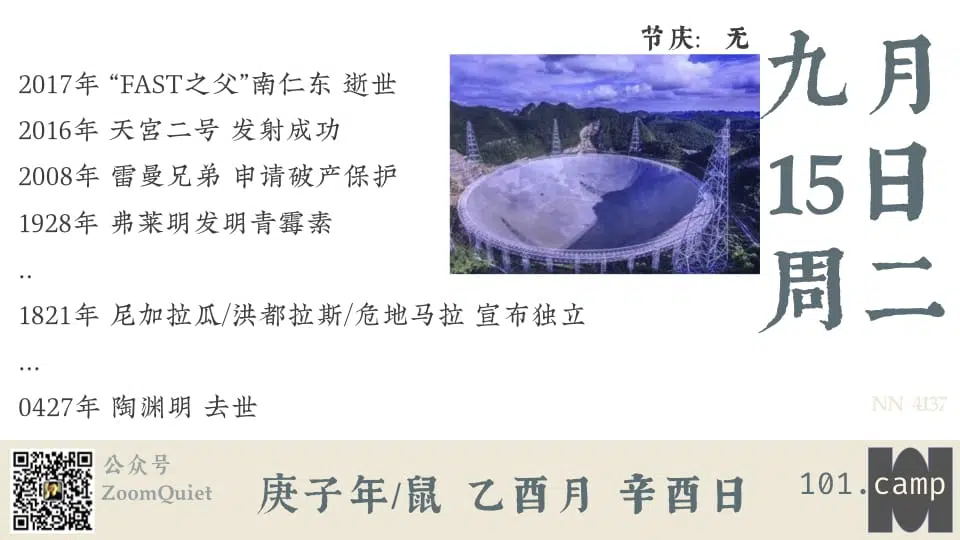 节庆: 无
九月
15日
周二
2017年 “FAST之父”南仁东 逝世
2016年 天宫二号 发射成功
2008年 雷曼兄弟 申请破产保护
1928年 弗莱明发明青霉素
..
1821年 尼加拉瓜/洪都拉斯/危地马拉 宣布独立
...
0427年 陶渊明 去世
NN 4137
公众号
ZoomQuiet
庚子年/鼠 乙酉月 辛酉日
101.camp